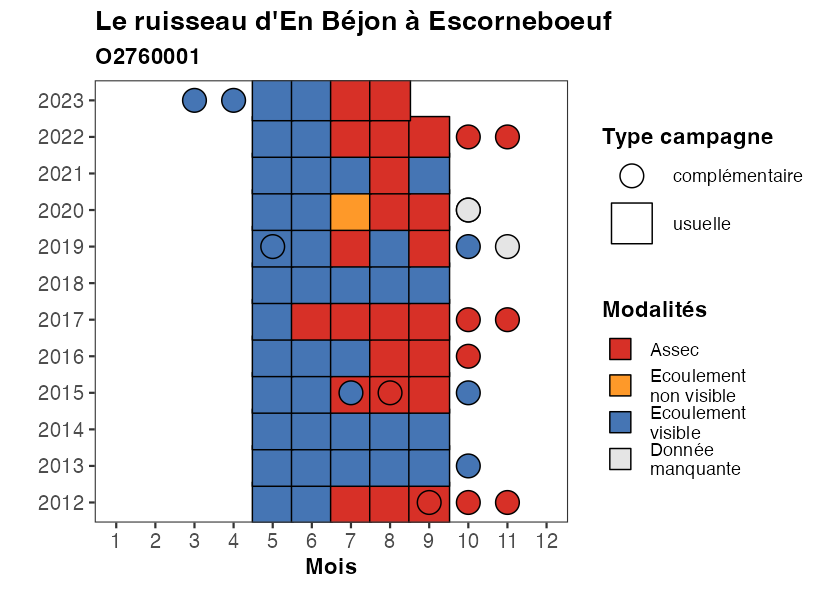 Le ruisseau d'En Béjon à Escorneboeuf
O2760001
2023
2022
2021
2020
2019
2018
2017
2016
2015
2014
2013
2012
1 2 3 4 5 6 7 8 9 10 11 12
Mois
Type campagne
complémentaire
usuelle
Modalités
Assec
Ecoulement
non visible
Ecoulement
visible
Donnée
manquante